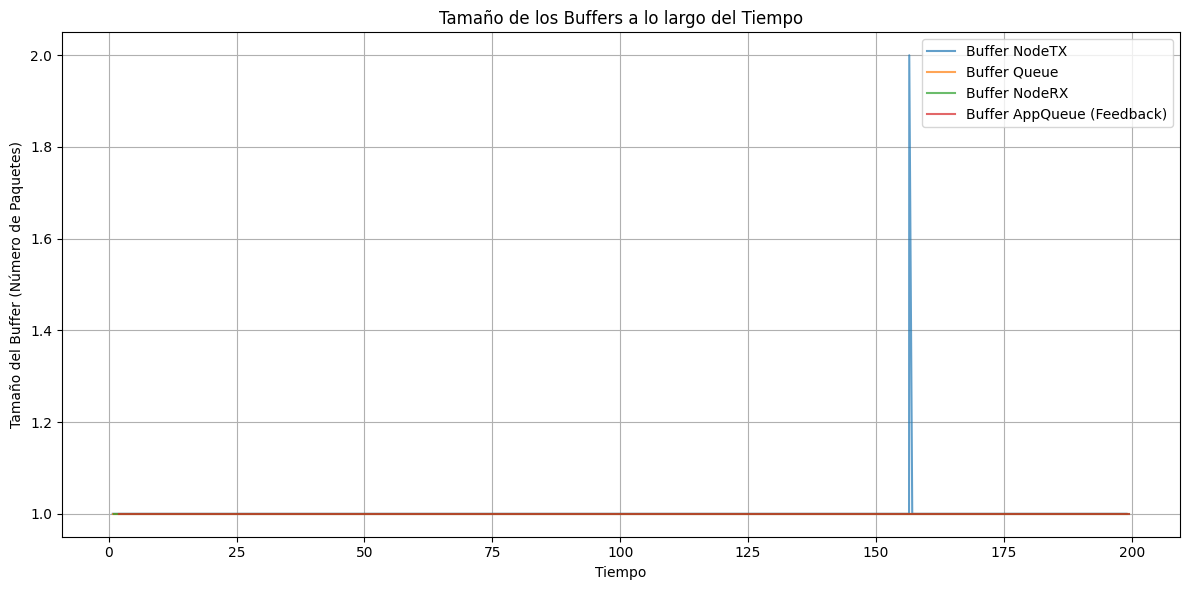 Tamaño de los Buffers a lo largo del Tiempo
Tamaño del Buffer (Número de Paquetes)
2.0
1.8
1.6
1.4
1.2
1.0
Buffer NodeTX
Buffer Queue
Buffer NodeRX
Buffer AppQueue (Feedback)
0 25 50 75 100 125 150 175 200
Tiempo